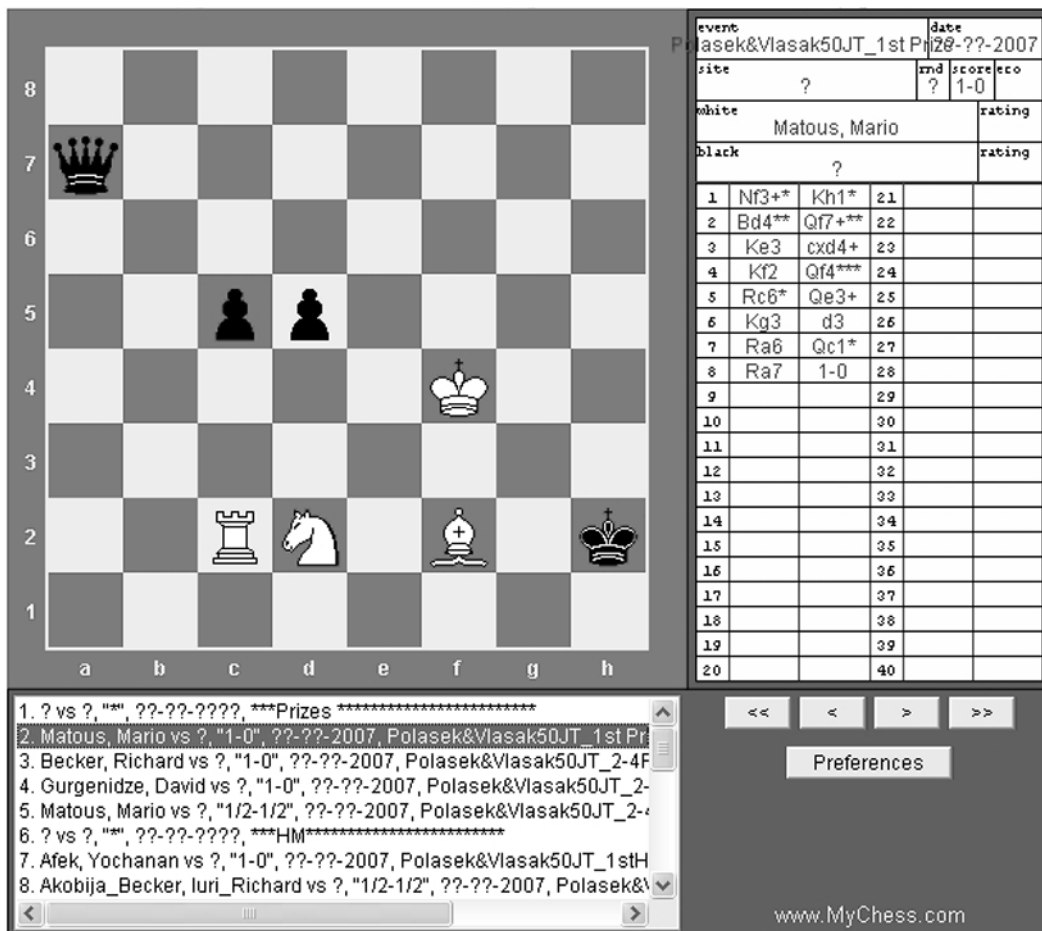 event date
Polasek&Vlasak50JT_1st Prize ??-??-2007
site rnd score eco
? ? 1-0
white rating
Matous, Mario
black rating
?
8
7
6
5
4
3
2
1
a b c d e f g h
1 Nf3+* Kh1* 21
2 Bd4** Qf7+** 22
3 Ke3 cxd4+ 23
4 Kf2 Qf4*** 24
5 Rc6* Qe3+ 25
6 Kg3 d3 26
7 Ra6 Qc1* 27
8 Ra7 1-0 28
9 29
10 30
11 31
12 32
13 33
14 34
15 35
16 36
17 37
18 38
19 39
20 40
1. ? vs ?, "*", ??-??-????, ***Prizes **************************
2. Matous, Mario vs ?, "1-0", ??-??-2007, Polasek&Vlasak50JT_1st Pr
3. Becker, Richard vs ?, "1-0", ??-??-2007, Polasek&Vlasak50JT_2-4P
4. Gurgenidze, David vs ?, "1-0", ??-??-2007, Polasek&Vlasak50JT_2-
5. Matous, Mario vs ?, "1/2-1/2", ??-??-2007, Polasek&Vlasak50JT_2-4
6. ? vs ?, "*", ??-??-????, ***HM*************************
7. Afek, Yochanan vs ?, "1-0", ??-??-2007, Polasek&Vlasak50JT_1stH
8. Akobija_Becker, Iuri_Richard vs ?, "1/2-1/2", ??-??-2007, Polasek&V
<< < > >>
Preferences
www.MyChess.com